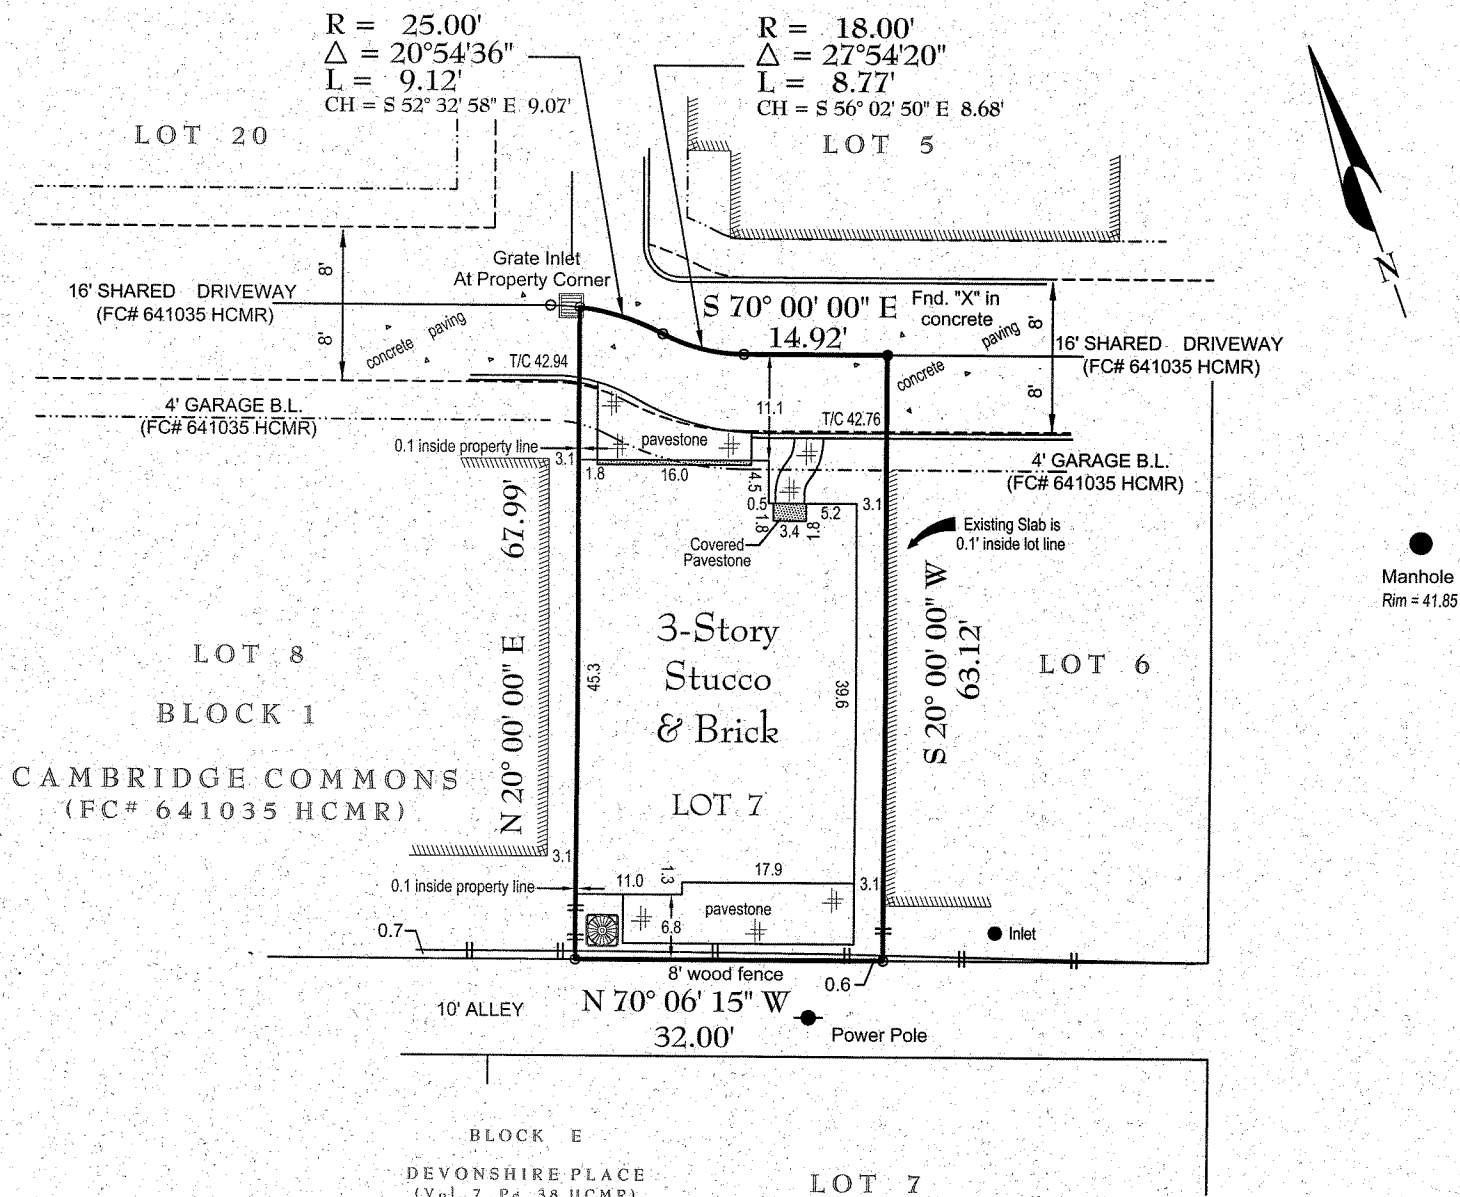 R = 25.00'
△ = 20°54'36"
L = 9.12'
CH = S 52° 32' 58" E 9.07'
R = 18.00'
△ = 27°54'20"
L = 8.77'
CH = S 56° 02' 50" E 8.68'
LOT 20
LOT 5
Grate Inlet
At Property Corner
8'
8'
16' SHARED DRIVEWAY
(FC# 641035 HCMR)
concrete paving
T/C 42.94
S 70° 00' 00" E
14.92'
Fnd. "X" in
concrete
concrete paving
8'
8'
16' SHARED DRIVEWAY
(FC# 641035 HCMR)
N
4' GARAGE B.L.
(FC# 641035 HCMR)
11.1
T/C 42.76
pavestone
0.1 inside property line
3.1
1.8
16.0
4.5
0.5
1.8
3.4
1.8
5.2
3.1
4' GARAGE B.L.
(FC# 641035 HCMR)
Covered
Pavestone
Existing Slab is
0.1' inside lot line
Manhole
Rim = 41.85
N 20° 00' 00" E 67.99'
45.3
3-Story
Stucco
& Brick
LOT 7
39.6
S 20° 00' 00" W
63.12'
LOT 6
LOT 8
BLOCK 1
CAMBRIDGE COMMONS
(FC# 641035 HCMR)
3.1
0.1 inside property line
11.0
1.3
17.9
3.1
pavestone
6.8
0.7
Inlet
8' wood fence
0.6
10' ALLEY
N 70° 06' 15" W
32.00'
Power Pole
BLOCK E
DEVONSHIRE PLACE
(Vol. 7, Pg. 38 HCMR)
LOT 7